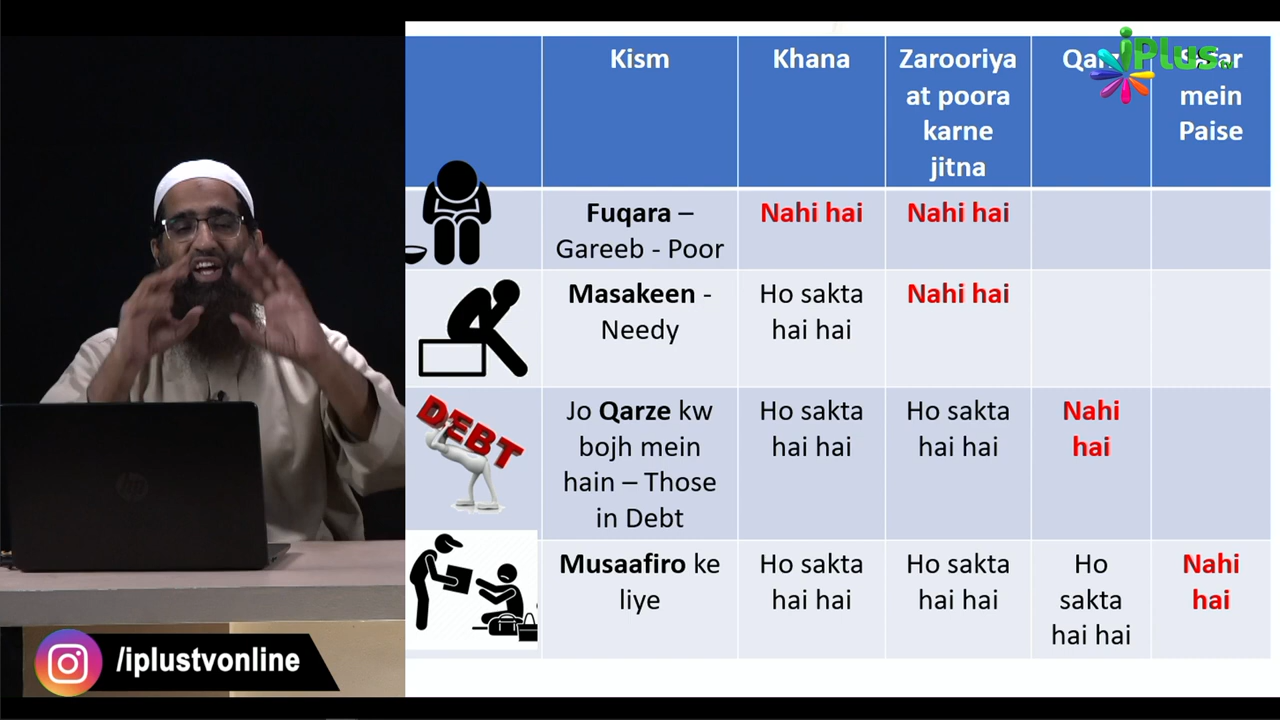 iPlus
Kism
Khana
Zarooriya
at poora
karne
jitna
mein
Paise
Fuqara –
Gareeb - Poor
Nahi hai
Nahi hai
Masakeen -
Needy
Ho sakta
hai hai
Nahi hai
DEBT
Jo Qarze kw
bojh mein
hain – Those
in Debt
Ho sakta
hai hai
Ho sakta
hai hai
Nahi
hai
Musaafiro ke
liye
Ho sakta
hai hai
Ho sakta
hai hai
Ho
sakta
hai hai
Nahi
hai
/iplustvonline